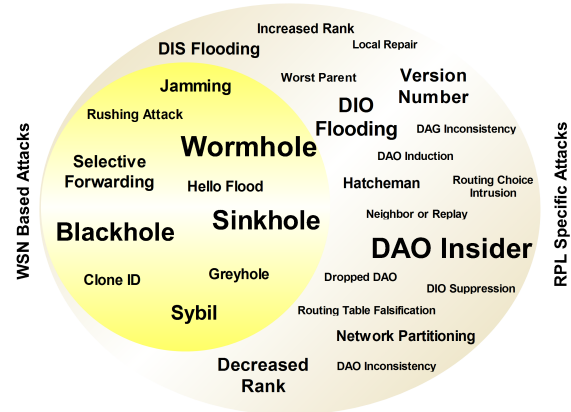 Increased Rank
DIS Flooding
Local Repair
Jamming
Worst Parent
Version
Number
Rushing Attack
DIO
Flooding
DAG Inconsistency
Wormhole
DAO Induction
Selective
Forwarding
Hello Flood
Hatcheman
Routing Choice
Intrusion
WSN Based Attacks
RPL Specific Attacks
Sinkhole
Neighbor or Replay
Blackhole
DAO Insider
Clone ID
Greyhole
Dropped DAO
DIO Suppression
Sybil
Routing Table Falsification
Network Partitioning
Decreased
Rank
DAO Inconsistency